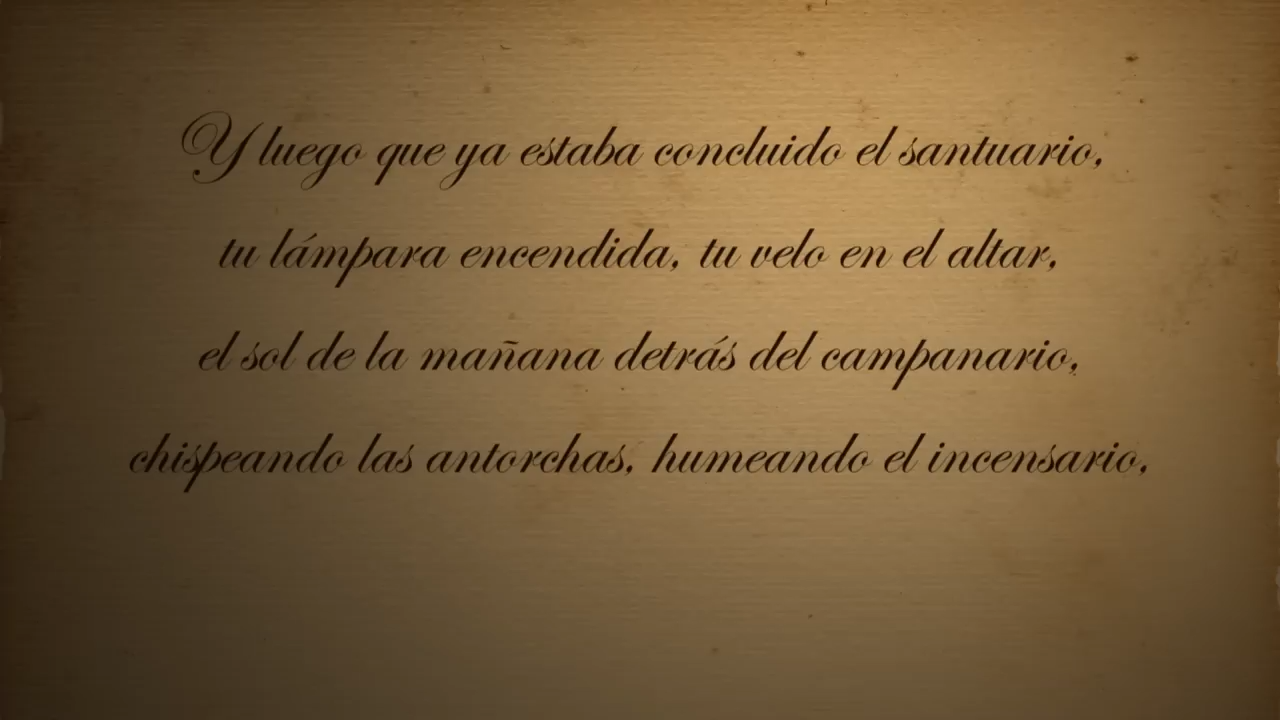 Y luego que ya estaba concluido el santuario,
tu lámpara encendida, tu velo en el altar,
el sol de la mañana detrás del campanario,
chispeando las antorchas, humeando el incensario,